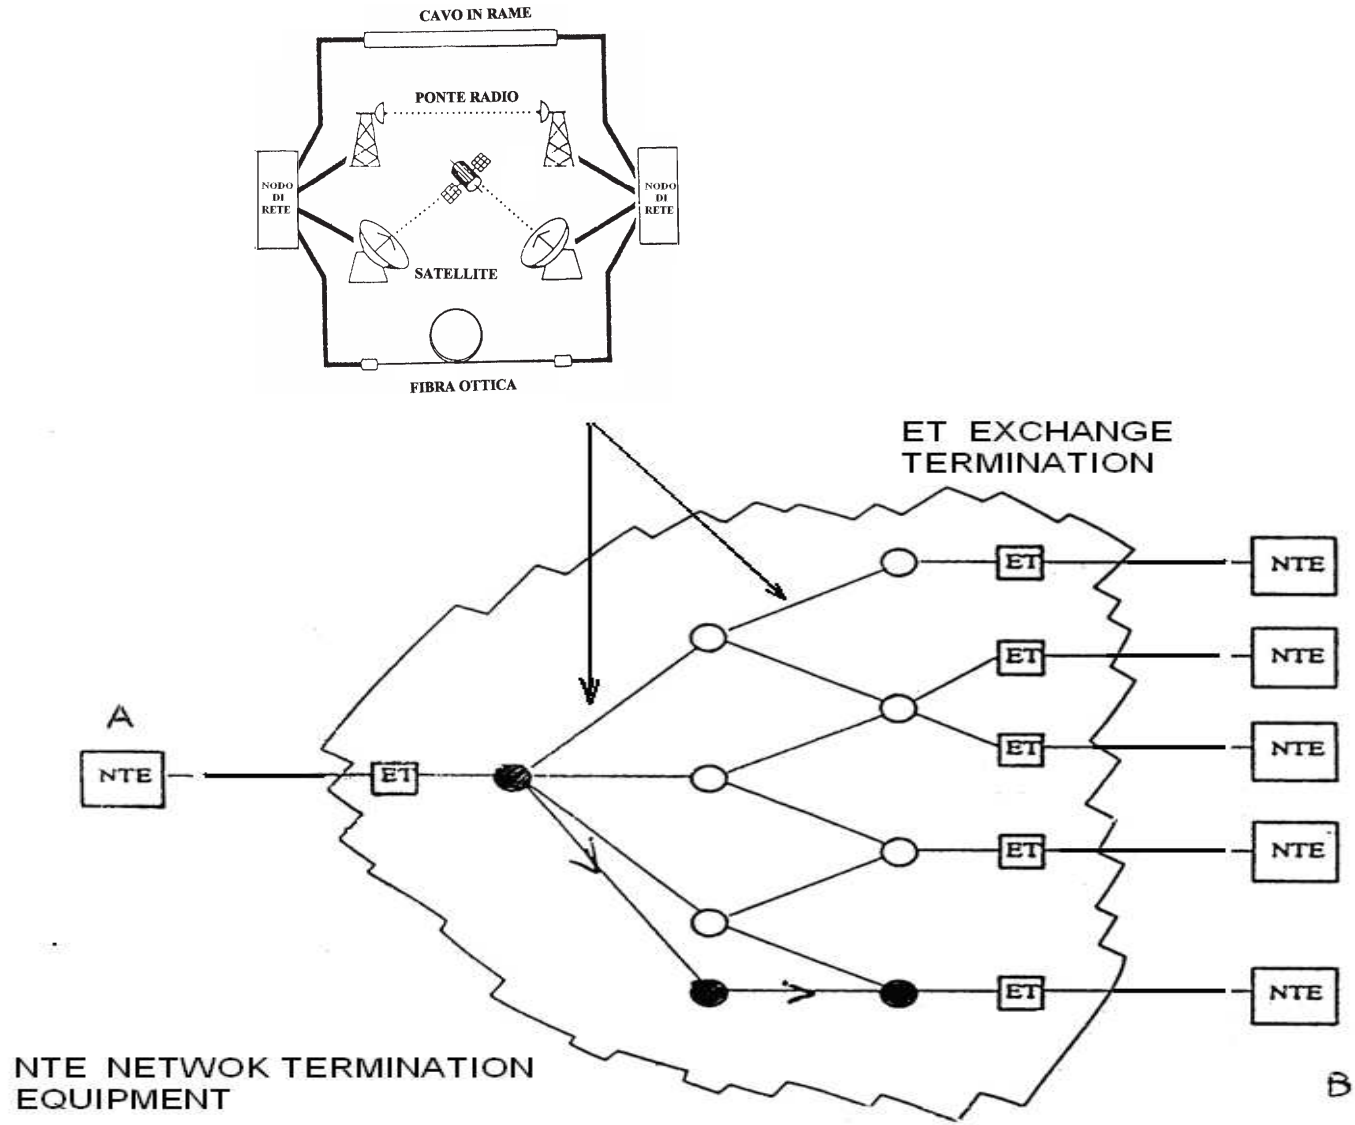 CAVO IN RAME
PONTE RADIO
NODO
DI
RETE
NODO
DI
RETE
SATELLITE
FIBRA OTTICA
ET EXCHANGE
TERMINATION
ET
NTE
ET
NTE
A
ET
NTE
NTE
ET
ET
NTE
ET
NTE
NTE NETWOK TERMINATION
EQUIPMENT
B